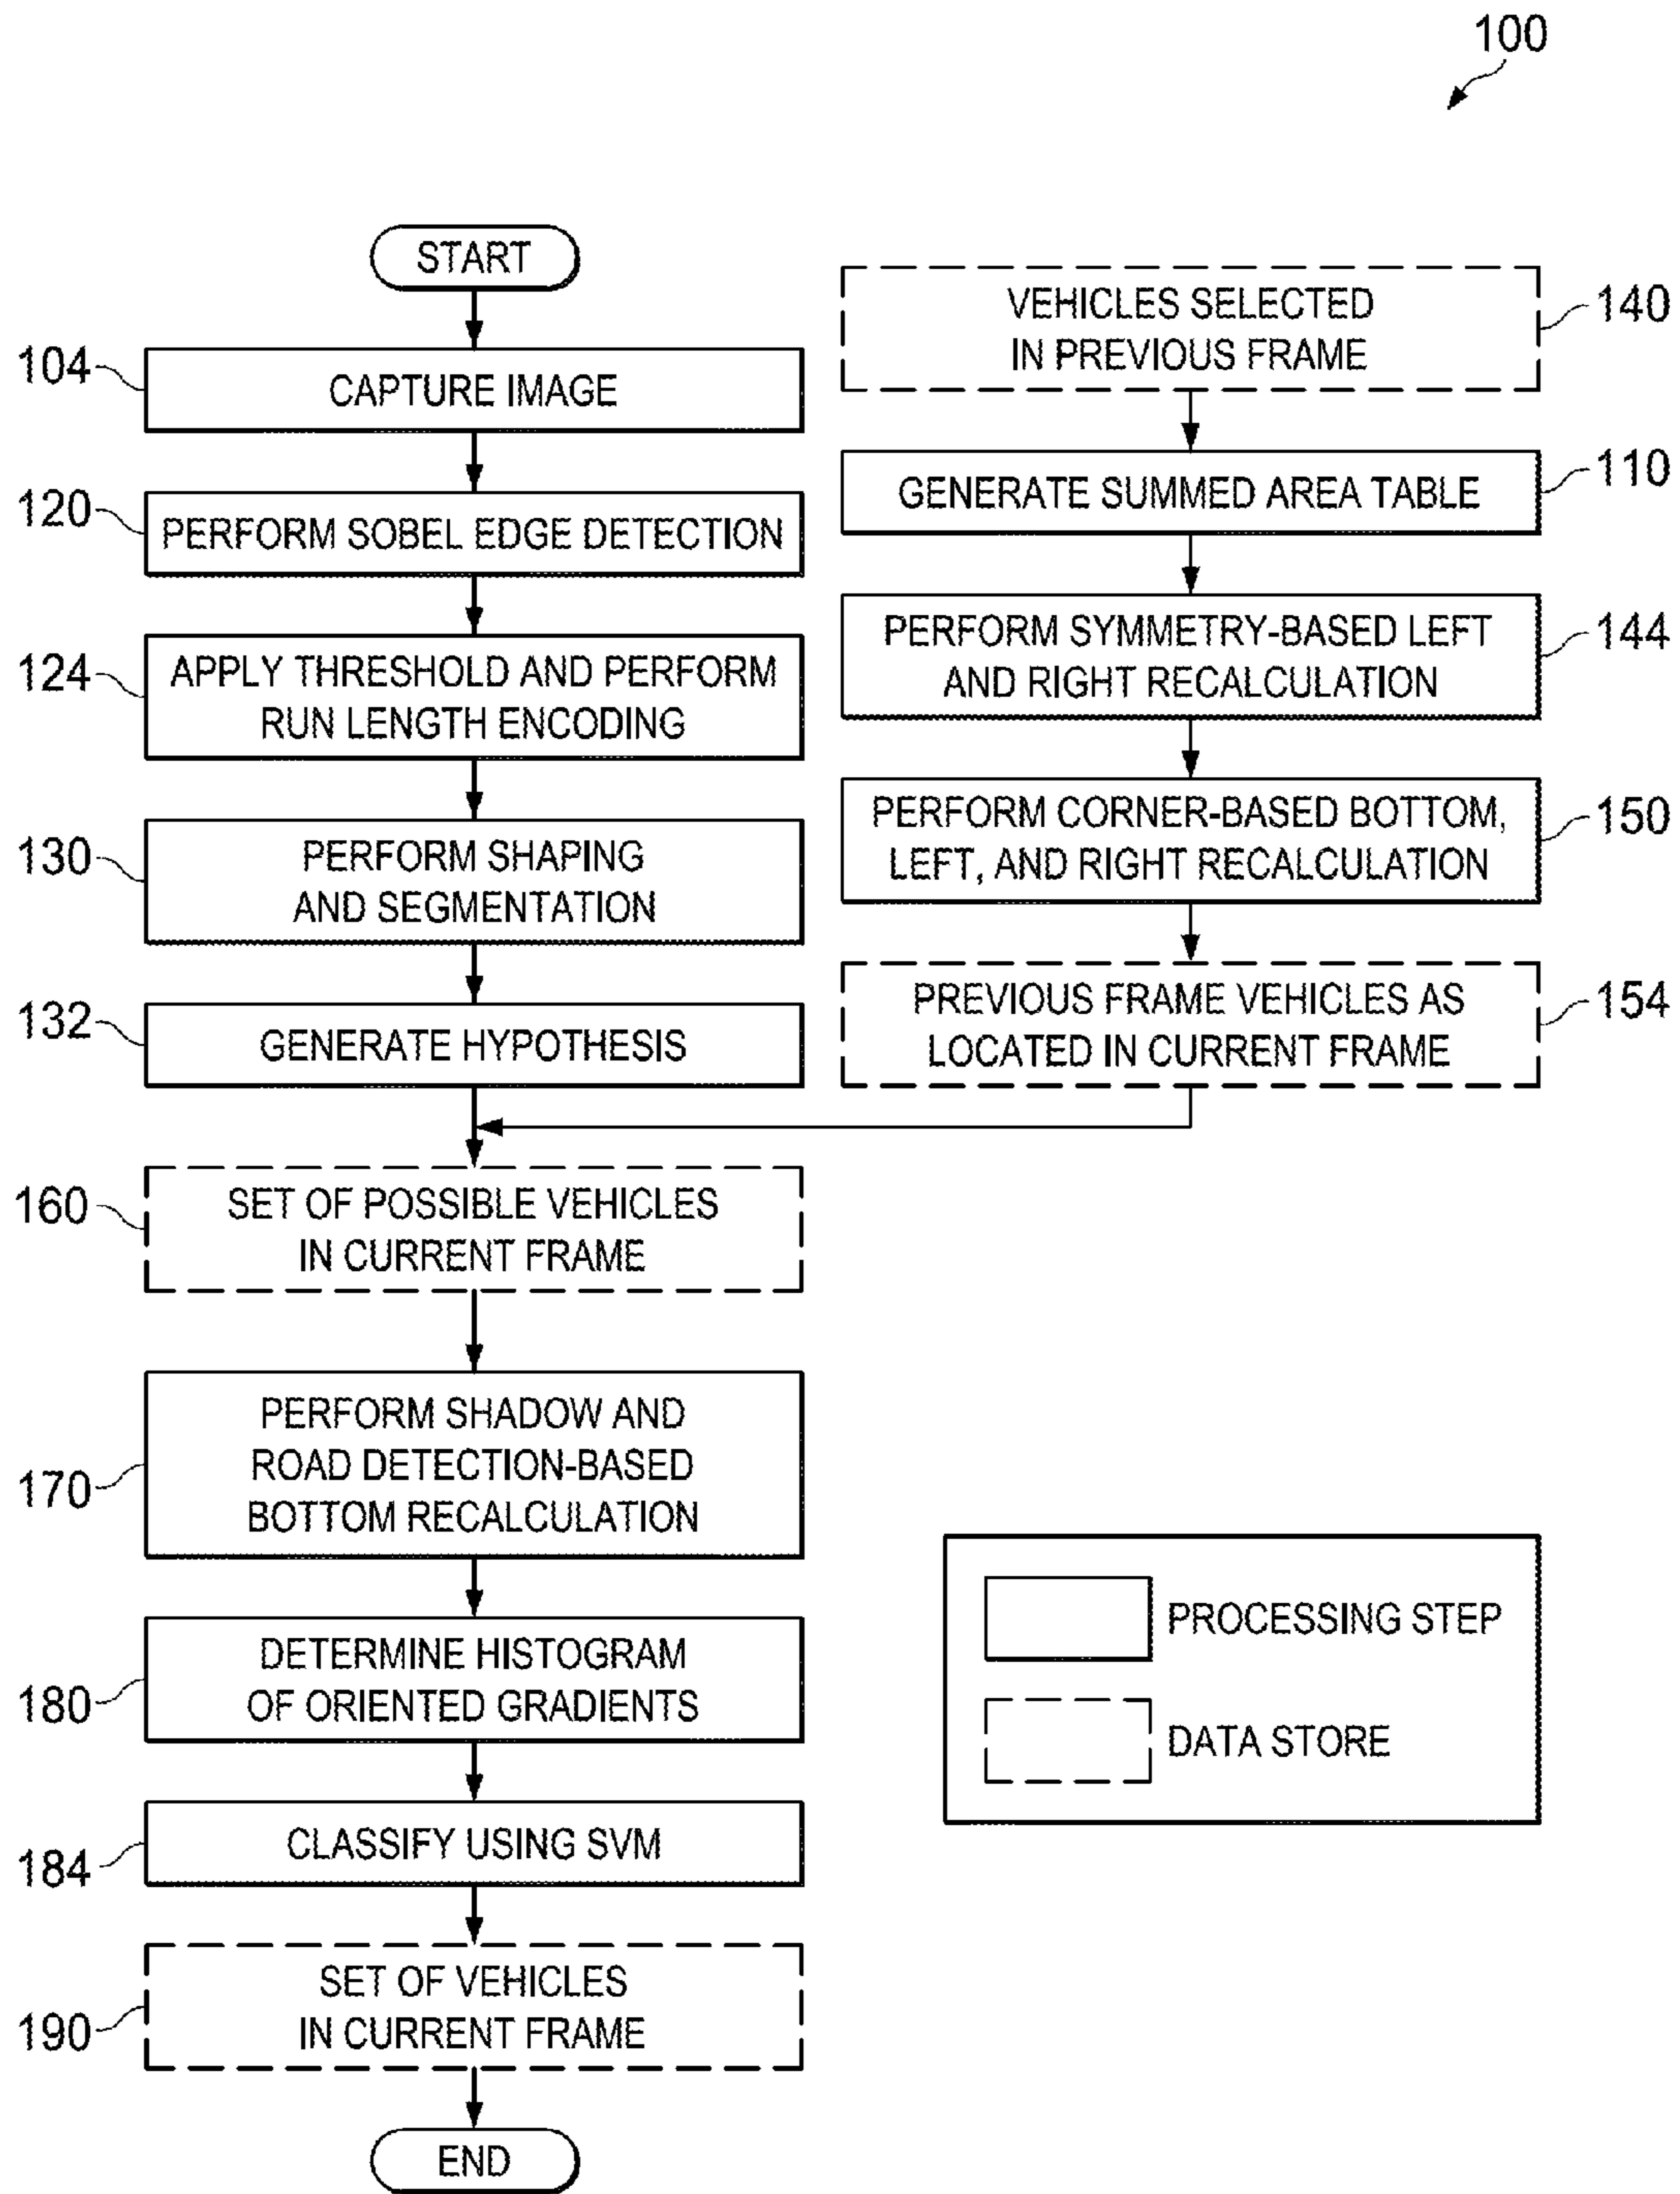 100
START
104
CAPTURE IMAGE
120
PERFORM SOBEL EDGE DETECTION
124
APPLY THRESHOLD AND PERFORM
RUN LENGTH ENCODING
130
PERFORM SHAPING
AND SEGMENTATION
132
GENERATE HYPOTHESIS
VEHICLES SELECTED
IN PREVIOUS FRAME
140
GENERATE SUMMED AREA TABLE
110
PERFORM SYMMETRY-BASED LEFT
AND RIGHT RECALCULATION
144
PERFORM CORNER-BASED BOTTOM,
LEFT, AND RIGHT RECALCULATION
150
PREVIOUS FRAME VEHICLES AS
LOCATED IN CURRENT FRAME
154
160
SET OF POSSIBLE VEHICLES
IN CURRENT FRAME
170
PERFORM SHADOW AND
ROAD DETECTION-BASED
BOTTOM RECALCULATION
180
DETERMINE HISTOGRAM
OF ORIENTED GRADIENTS
184
CLASSIFY USING SVM
190
SET OF VEHICLES
IN CURRENT FRAME
END
PROCESSING STEP
DATA STORE